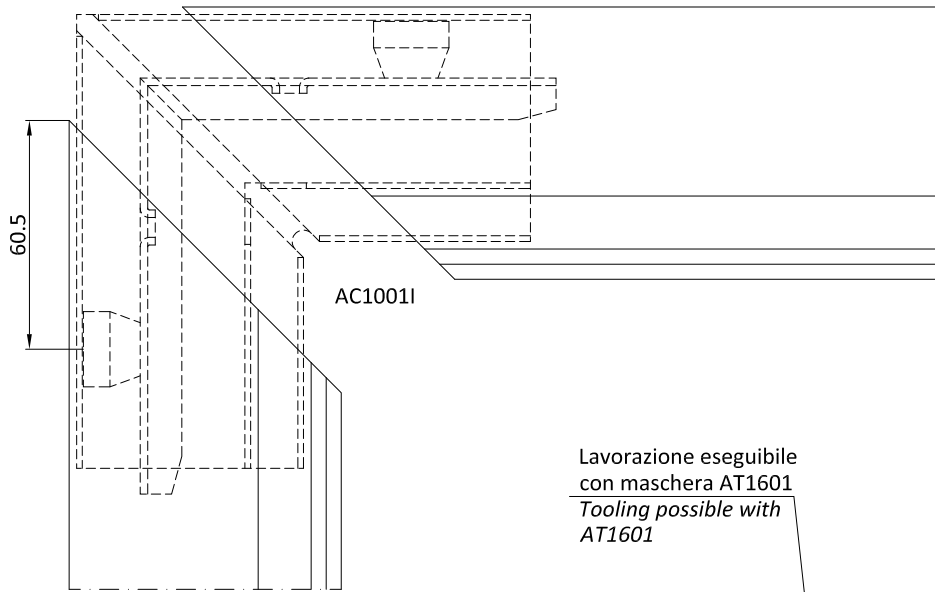 60.5
AC1001I
Lavorazione eseguibile
con maschera AT1601
Tooling possible with
AT1601